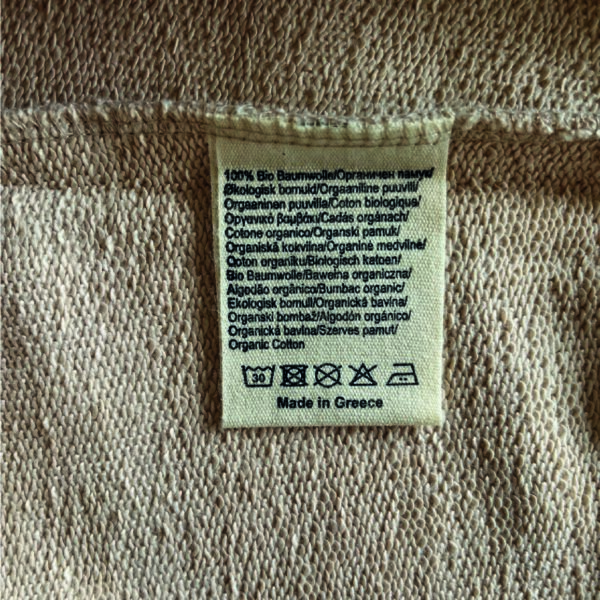 100% Bio Baumwolle/Органичен памук/
Økologisk bomuld/Orgaaniline puuvill/
Orgaaninen puuvilla/Coton biologique/
Οργανικό βαμβάκι/Cadás orgánach/
Cotone organico/Organski pamuk/
Organiskā kokvilna/Organinė medvilnė/
Qoton organiku/Biologisch katoen/
Bio Baumwolle/Bawełna organiczna/
Algodão orgânico/Bumbac organic/
Ekologisk bomull/Organická bavlna/
Organski bombaž/Algodón orgánico/
Organická bavlna/Szerves pamut/
Organic Cotton
30
Made in Greece